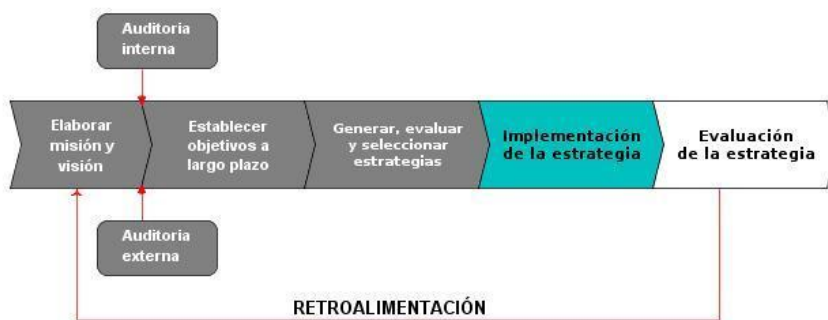 Auditoria
interna
Elaborar
misión y
visión
Establecer
objetivos a
largo plazo
Generar, evaluar
y seleccionar
estrategias
Implementación
de la estrategia
Evaluación
de la estrategia
Auditoria
externa
RETROALIMENTACIÓN